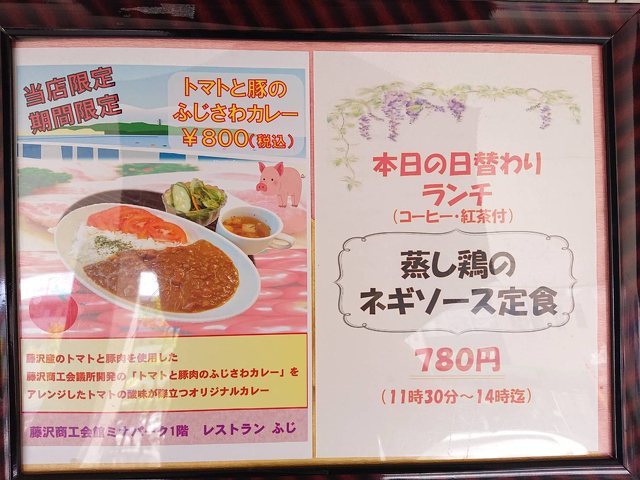 当店限定
期間限定
トマトと豚の
ふじさわカレー
￥800(税込)
藤沢産のトマトと豚肉を使用した
藤沢商工会議所開発の「トマトと豚肉のふじさわカレー」を
アレンジしたトマトの酸味が際立つオリジナルカレー
藤沢商工会館ミナパーク1階　レストラン ふじ
本日の日替わり
ランチ
(コーヒー・紅茶付)
蒸し鶏の
ネギソース定食
780円
(11時30分～14時迄)